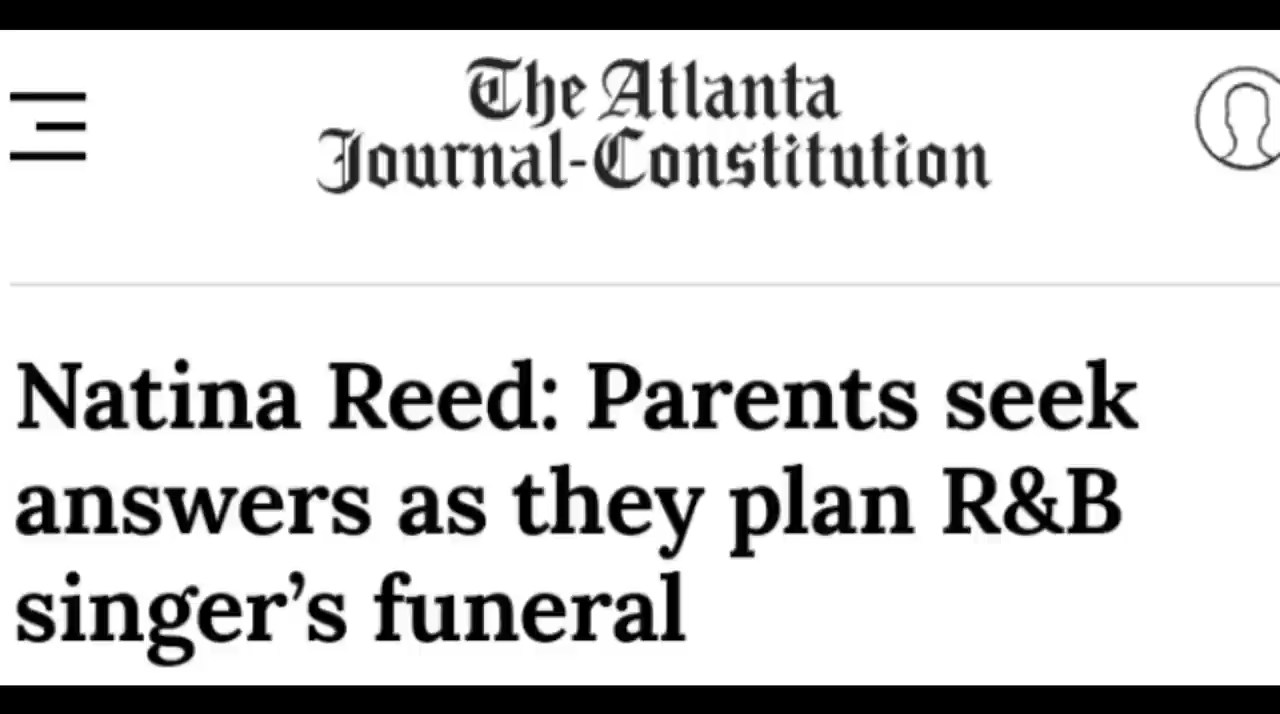 The Atlanta
Journal-Constitution
Natina Reed: Parents seek
answers as they plan R&B
singer’s funeral